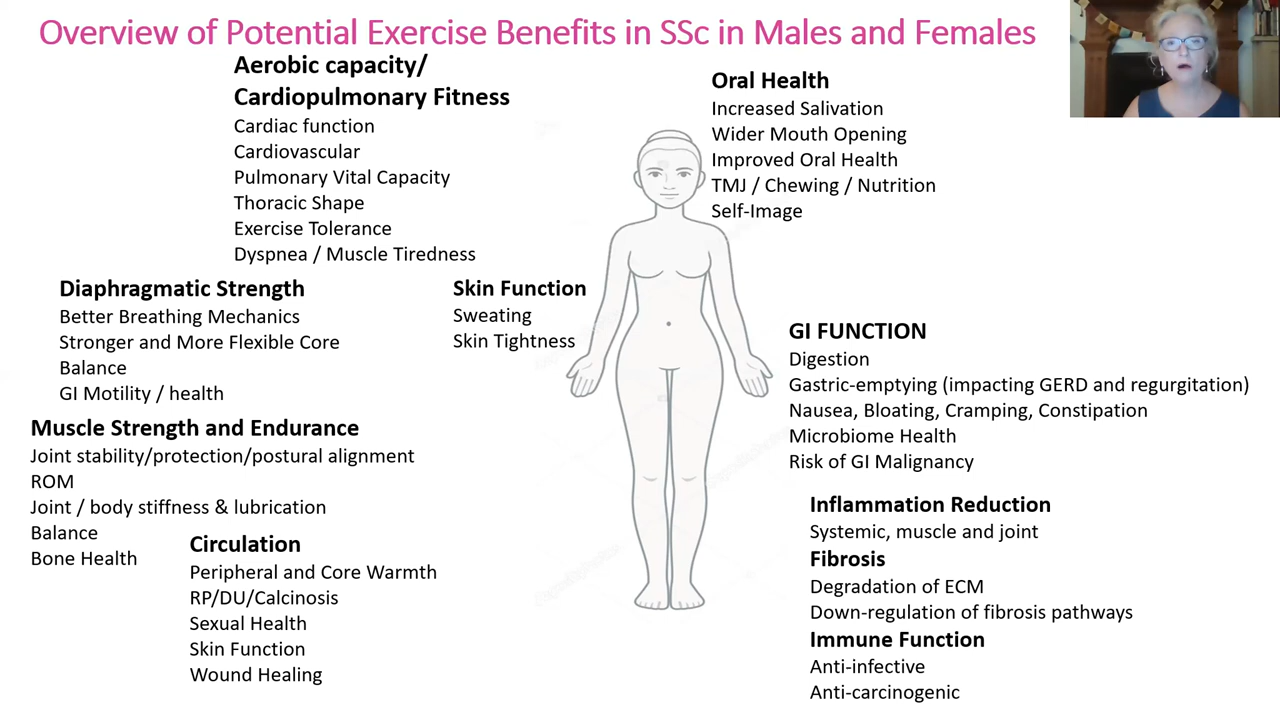 Overview of Potential Exercise Benefits in SSc in Males and Females
Aerobic capacity/
Cardiopulmonary Fitness
Cardiac function
Cardiovascular
Pulmonary Vital Capacity
Thoracic Shape
Exercise Tolerance
Dyspnea / Muscle Tiredness
Oral Health
Increased Salivation
Wider Mouth Opening
Improved Oral Health
TMJ / Chewing / Nutrition
Self-Image
Diaphragmatic Strength
Better Breathing Mechanics
Stronger and More Flexible Core
Balance
GI Motility / health
Skin Function
Sweating
Skin Tightness
GI FUNCTION
Digestion
Gastric-emptying (impacting GERD and regurgitation)
Nausea, Bloating, Cramping, Constipation
Microbiome Health
Risk of GI Malignancy
Muscle Strength and Endurance
Joint stability/protection/postural alignment
ROM
Joint / body stiffness & lubrication
Balance
Bone Health
Circulation
Peripheral and Core Warmth
RP/DU/Calcinosis
Sexual Health
Skin Function
Wound Healing
Inflammation Reduction
Systemic, muscle and joint
Fibrosis
Degradation of ECM
Down-regulation of fibrosis pathways
Immune Function
Anti-infective
Anti-carcinogenic